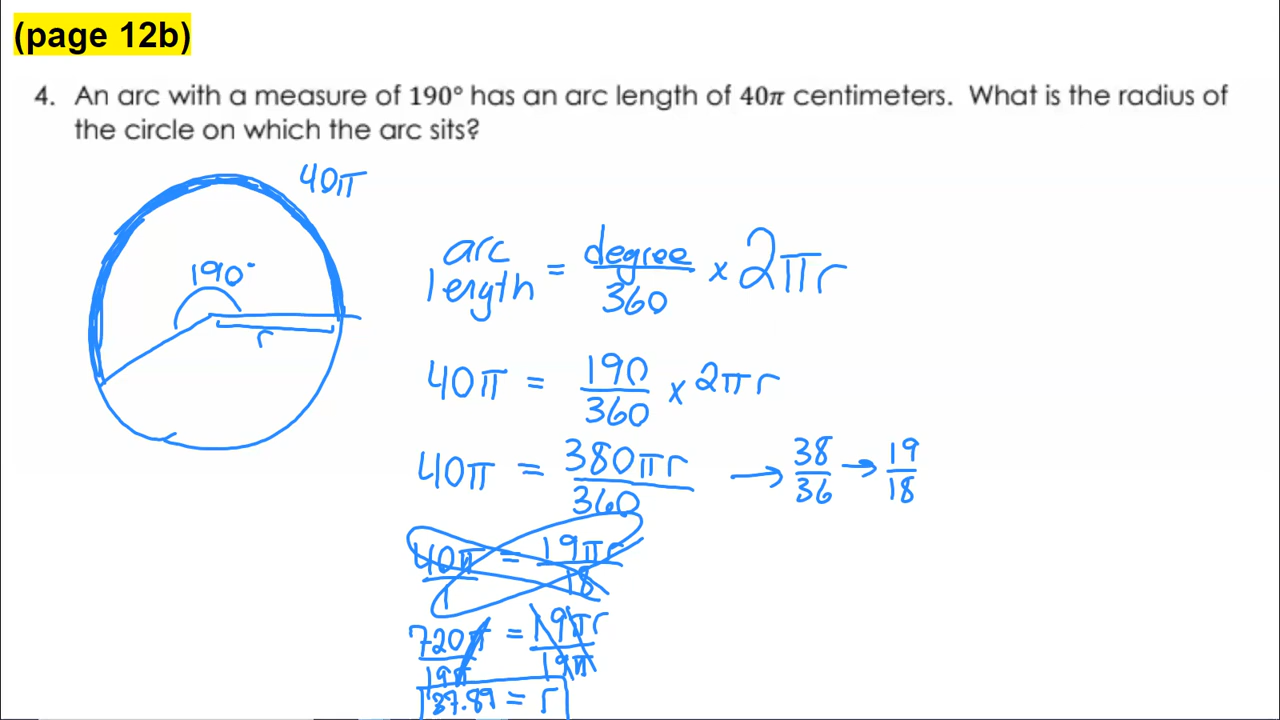 (page 12b)
4. An arc with a measure of 190° has an arc length of 40π centimeters. What is the radius of
the circle on which the arc sits?
40π
190°
r
arc length = degree/360 × 2πr
40π = 190/360 × 2πr
40π = 380πr/360 → 38/36 → 19/18
40π/1 = 19πr/18
720π/19π = 19πr/19π
37.89 = r